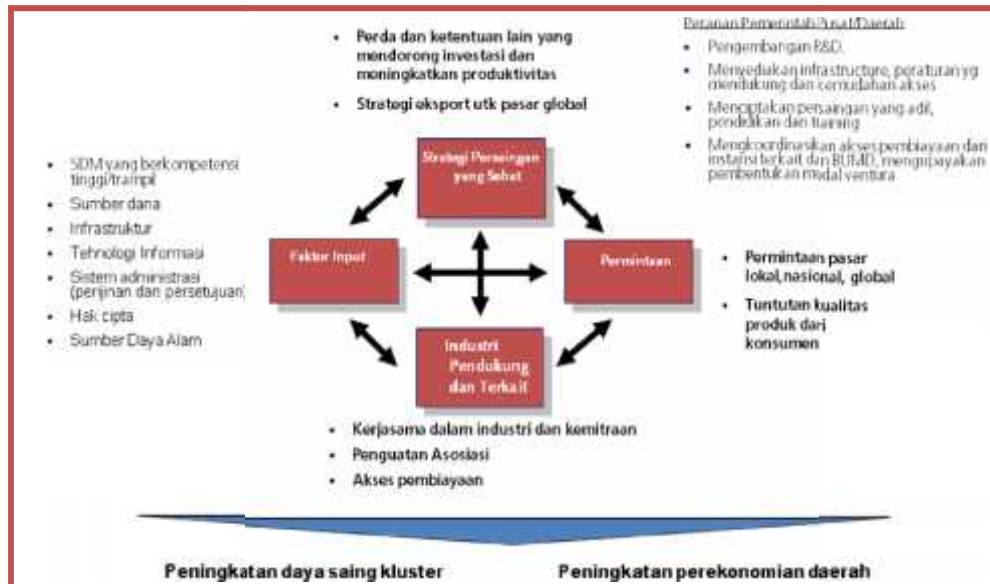 • Perda dan ketentuan lain yang
mendorong investasi dan
meningkatkan produktivitas
• Strategi eksport utk pasar global
Peranan Pemerintah Pusat/Daerah:
• Pengembangan R&D,
• Menyediakan infrastructure, peraturan yg
mendukung dan kemudahan akses
• Menciptakan persaingan yang adil,
pendidikan dan training
• Mengkoordinasikan akses pembiayaan dari
instansi terkait dan BUMD, mengupayakan
pembentukan modal ventura.
• SDM yang berkompetensi
tinggi/trampil
• Sumber dana
• Infrastruktur
• Tehnologi Informasi
• Sistem administrasi
(perijinan dan persetujuan)
• Hak cipta
• Sumber Daya Alam
Strategi Persaingan
yang Sehat
Faktor Input
Permintaan
Industri
Pendukung
dan Terkait
• Permintaan pasar
lokal,nasional, global
• Tuntutan kualitas
produk dari
konsumen
• Kerjasama dalam industri dan kemitraan
• Penguatan Asosiasi
• Akses pembiayaan
Peningkatan daya saing kluster
Peningkatan perekonomian daerah